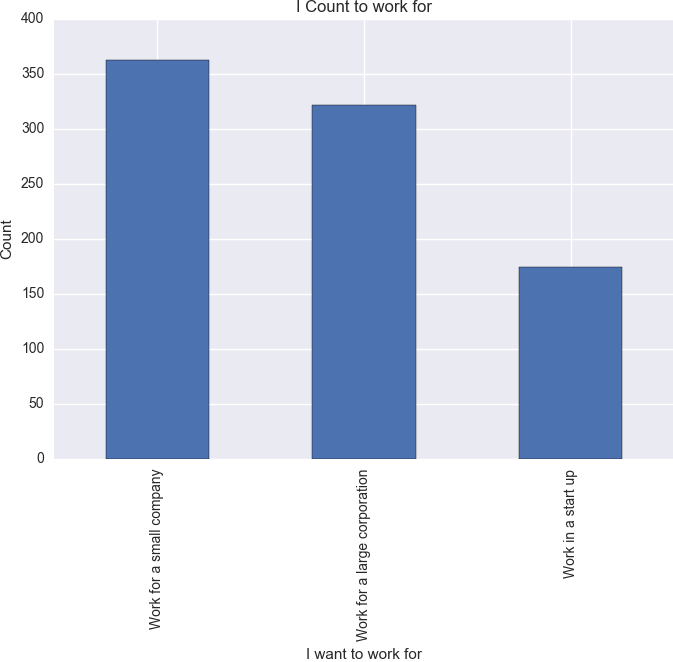 I Count to work for
400
350
300
250
200
150
100
50
0
Count
Work for a small company
Work for a large corporation
Work in a start up
I want to work for